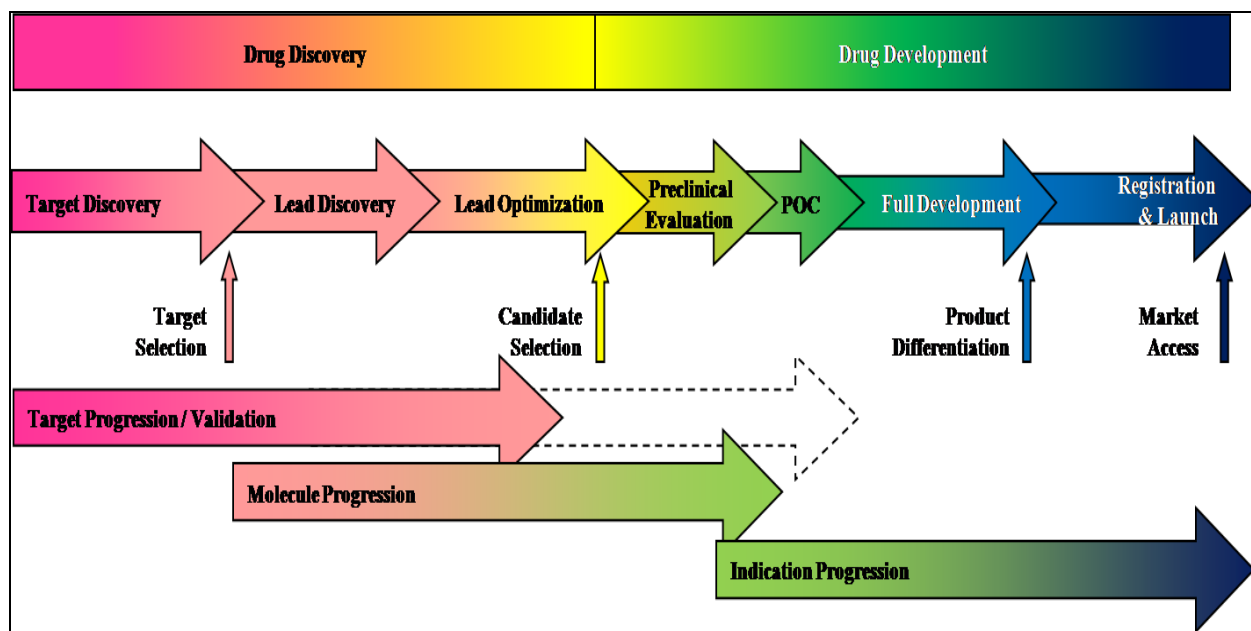 Drug Discovery
Drug Development
Target Discovery
Lead Discovery
Lead Optimization
Preclinical
Evaluation
POC
Full Development
Registration
& Launch
Target
Selection
Candidate
Selection
Product
Differentiation
Market
Access
Target Progression / Validation
Molecule Progression
Indication Progression